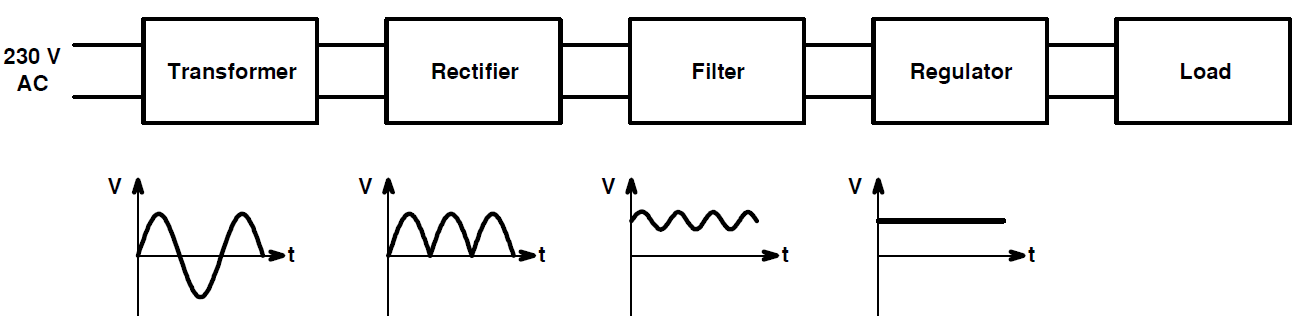 230 V
AC
Transformer
Rectifier
Filter
Regulator
Load
V
t
V
t
V
t
V
t